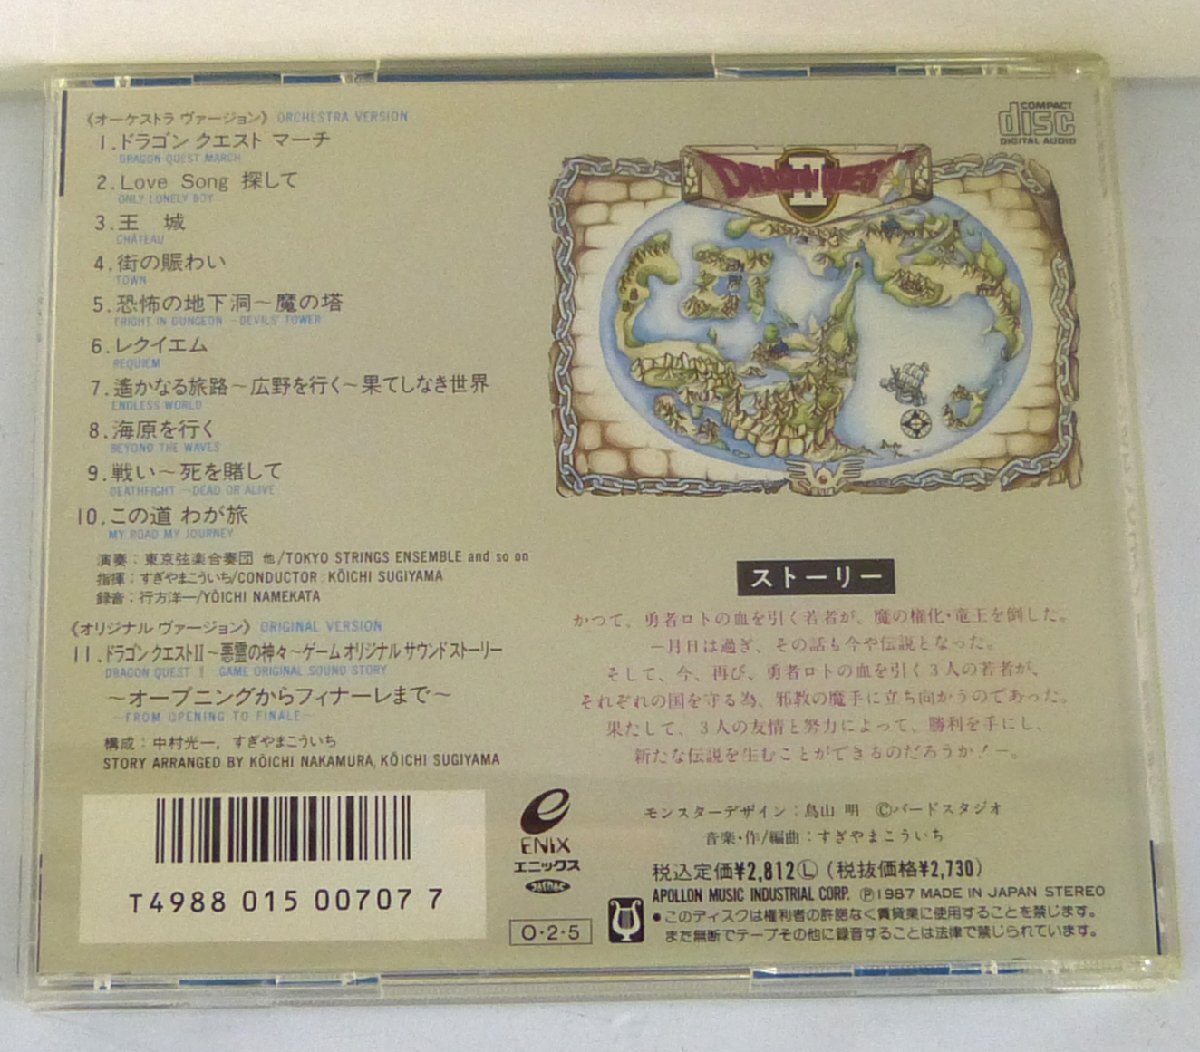 《オーケストラ ヴァージョン》 ORCHESTRA VERSION
1. ドラゴン クエスト マーチ
DRAGON QUEST MARCH
2. Love Song 探して
ONLY LONELY BOY
3. 王 城
CHÂTEAU
4. 街の賑わい
TOWN
5. 恐怖の地下洞～魔の塔
FRIGHT IN DUNGEON ～DEVILS' TOWER
6. レクイエム
REQUIEM
7. 遙かなる旅路～広野を行く～果てしなき世界
ENDLESS WORLD
8. 海原を行く
BEYOND THE WAVES
9. 戦い～死を賭して
DEATHFIGHT ～DEAD OR ALIVE
10. この道 わが旅
MY ROAD MY JOURNEY
演奏：東京弦楽合奏団 他/TOKYO STRINGS ENSEMBLE and so on
指揮：すぎやまこういち/CONDUCTOR, KŌICHI SUGIYAMA
録音：行方洋一/YŌICHI NAMEKATA
《オリジナル ヴァージョン》 ORIGINAL VERSION
11. ドラゴンクエストII～悪霊の神々～ゲームオリジナルサウンドストーリー
DRAGON QUEST II GAME ORIGINAL SOUND STORY
～オープニングからフィナーレまで～
～FROM OPENING TO FINALE～
構成：中村光一，すぎやまこういち
STORY ARRANGED BY KŌICHI NAKAMURA, KŌICHI SUGIYAMA
T4988 015 00707 7
ENIX
エニックス
0・2・5
COMPACT
disc
DIGITAL AUDIO
DRAGON QUEST
II
ストーリー
かつて、勇者ロトの血を引く若者が、魔の権化・竜王を倒した。
―月日は過ぎ、その話も今や伝説となった。
そして、今、再び、勇者ロトの血を引く3人の若者が、
それぞれの国を守る為、邪教の魔手に立ち向かうのであった。
果たして、3人の友情と努力によって、勝利を手にし、
新たな伝説を生むことができるのだろうか！―。
モンスターデザイン：鳥山 明 Ⓒバードスタジオ
音楽・作/編曲：すぎやまこういち
税込定価¥2,812Ⓛ(税抜価格¥2,730)
APOLLON MUSIC INDUSTRIAL CORP. Ⓟ1987 MADE IN JAPAN STEREO
●このディスクは権利者の許諾なく賃貸業に使用することを禁じます。
また無断でテープその他に録音することは法律で禁じられています。